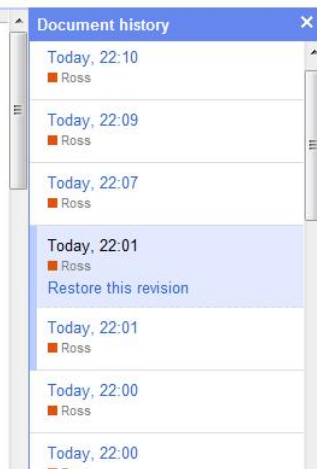 Document history
Today, 22:10
Ross
Today, 22:09
Ross
Today, 22:07
Ross
Today, 22:01
Ross
Restore this revision
Today, 22:01
Ross
Today, 22:00
Ross
Today, 22:00